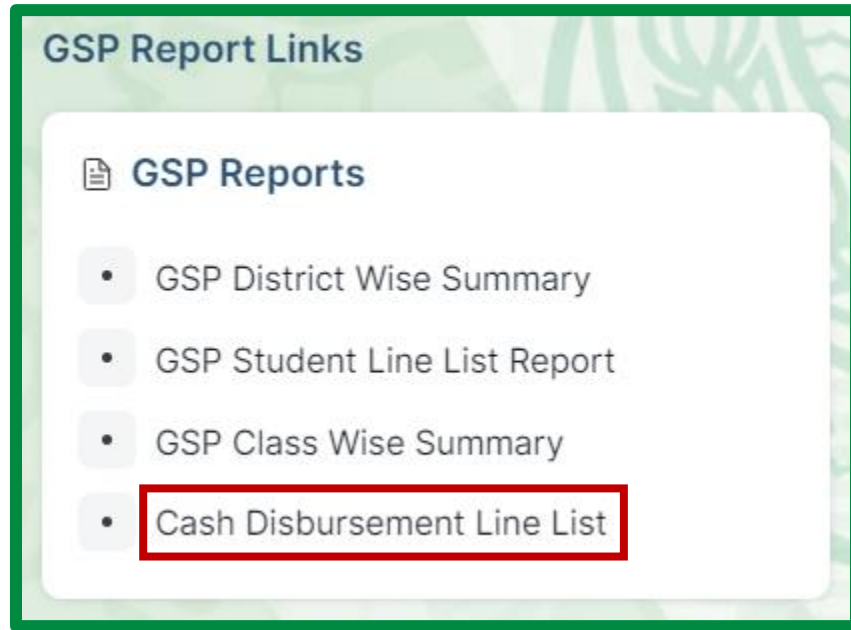 GSP Report Links
GSP Reports
• GSP District Wise Summary
• GSP Student Line List Report
• GSP Class Wise Summary
• Cash Disbursement Line List